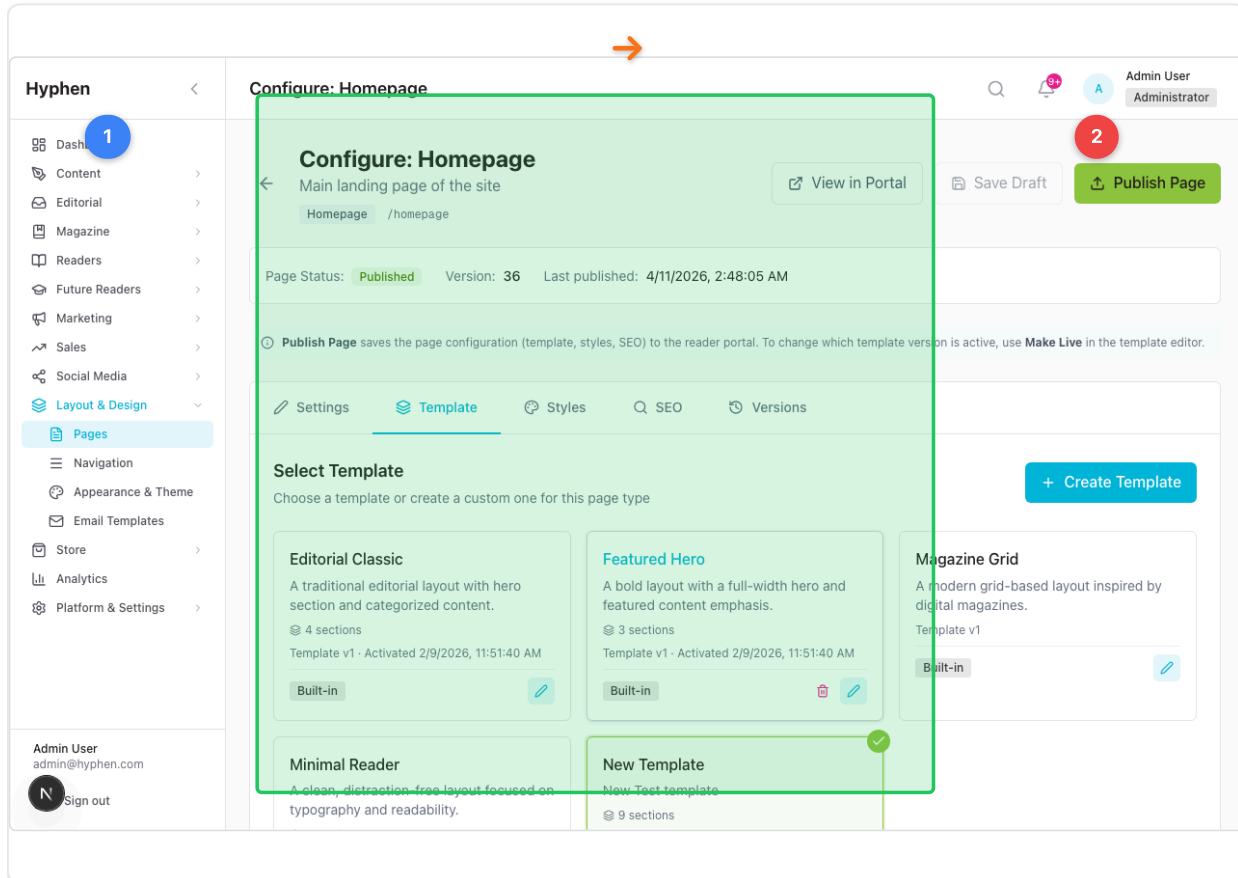 Hyphen
Configure: Homepage
9+
A
Admin User
Administrator
1
2
Dash
Content
Editorial
Magazine
Readers
Future Readers
Marketing
Sales
Social Media
Layout & Design
Pages
Navigation
Appearance & Theme
Email Templates
Store
Analytics
Platform & Settings
Admin User
admin@hyphen.com
N
Sign out
Configure: Homepage
Main landing page of the site
Homepage /homepage
View in Portal
Save Draft
Publish Page
Page Status: Published Version: 36 Last published: 4/11/2026, 2:48:05 AM
Publish Page saves the page configuration (template, styles, SEO) to the reader portal. To change which template version is active, use Make Live in the template editor.
Settings Template Styles SEO Versions
Select Template
Choose a template or create a custom one for this page type
+ Create Template
Editorial Classic
A traditional editorial layout with hero
section and categorized content.
4 sections
Template v1 · Activated 2/9/2026, 11:51:40 AM
Built-in
Featured Hero
A bold layout with a full-width hero and
featured content emphasis.
3 sections
Template v1 · Activated 2/9/2026, 11:51:40 AM
Built-in
Magazine Grid
A modern grid-based layout inspired by
digital magazines.
Template v1
Built-in
Minimal Reader
A clean, distraction-free layout focused on
typography and readability.
New Template
New Test template
9 sections